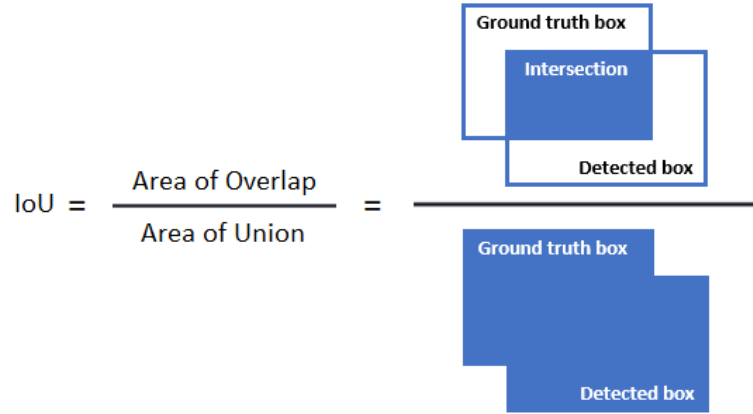 IoU = Area of Overlap / Area of Union =
Ground truth box
Intersection
Detected box
Ground truth box
Detected box